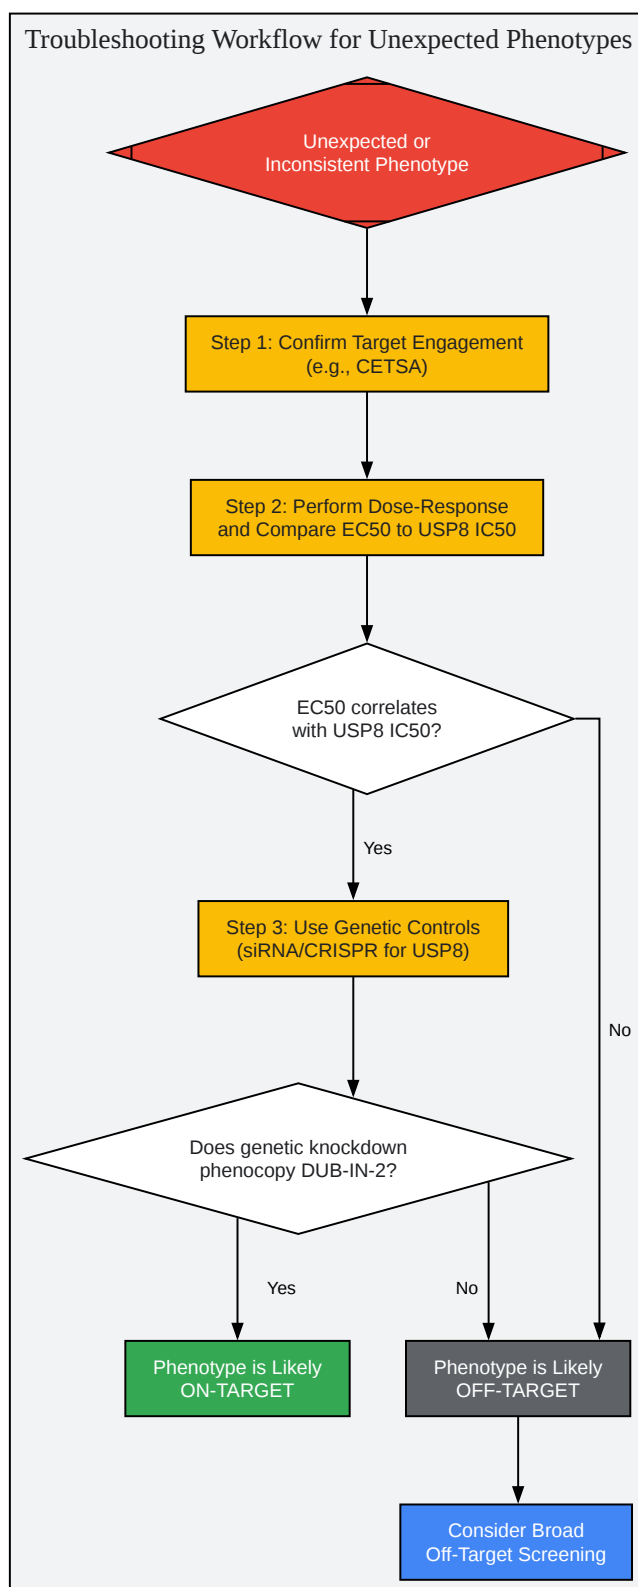 Troubleshooting Workflow for Unexpected Phenotypes
Unexpected or
Inconsistent Phenotype
Step 1: Confirm Target Engagement
(e.g., CETSA)
Step 2: Perform Dose-Response
and Compare EC50 to USP8 IC50
EC50 correlates
with USP8 IC50?
Yes
Step 3: Use Genetic Controls
(siRNA/CRISPR for USP8)
No
Does genetic knockdown
phenocopy DUB-IN-2?
Yes
No
Phenotype is Likely
ON-TARGET
Phenotype is Likely
OFF-TARGET
Consider Broad
Off-Target Screening